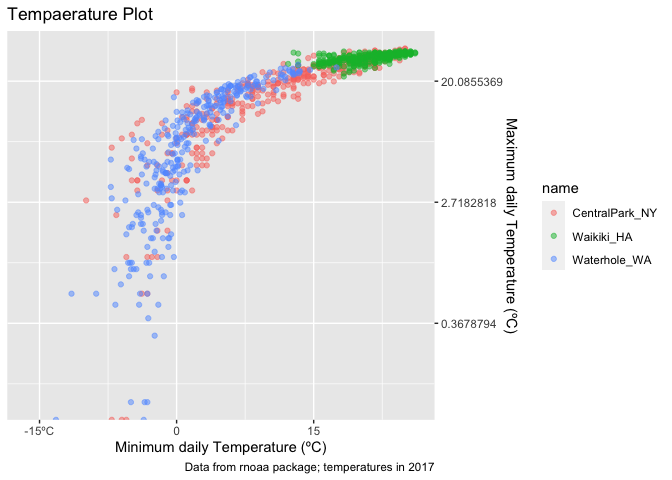 Tempaerature Plot
20.0855369
2.7182818
0.3678794
Maximum daily Temperature (ºC)
-15ºC
0
15
Minimum daily Temperature (ºC)
Data from rnoaa package; temperatures in 2017
name
CentralPark_NY
Waikiki_HA
Waterhole_WA